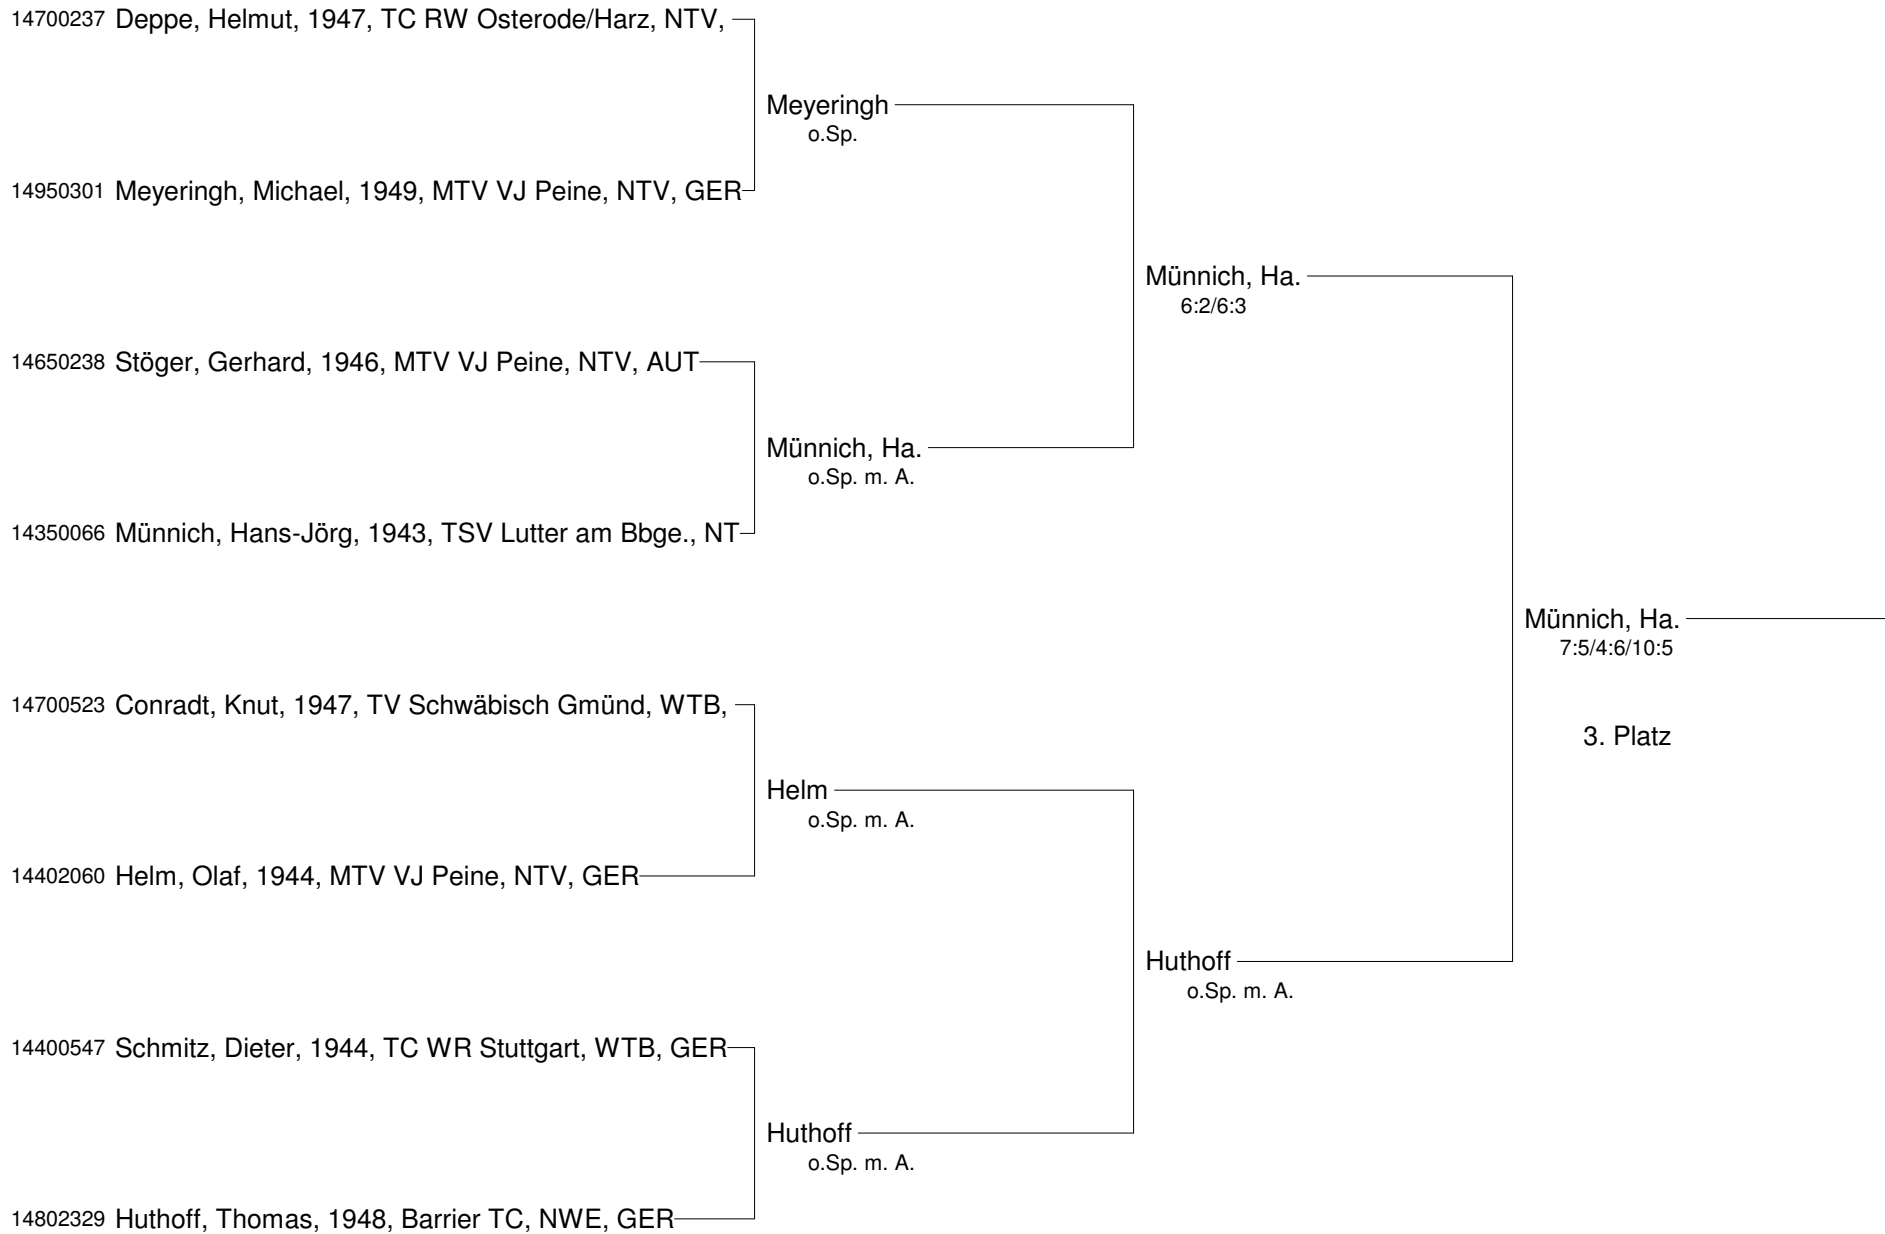 14700237 Deppe, Helmut, 1947, TC RW Osterode/Harz, NTV,
Meyeringh
o.Sp.
14950301 Meyeringh, Michael, 1949, MTV VJ Peine, NTV, GER
Münnich, Ha.
6:2/6:3
14650238 Stöger, Gerhard, 1946, MTV VJ Peine, NTV, AUT
Münnich, Ha.
o.Sp. m. A.
14350066 Münnich, Hans-Jörg, 1943, TSV Lutter am Bbge., NT
Münnich, Ha.
7:5/4:6/10:5
14700523 Conradt, Knut, 1947, TV Schwäbisch Gmünd, WTB,
3. Platz
Helm
o.Sp. m. A.
14402060 Helm, Olaf, 1944, MTV VJ Peine, NTV, GER
Huthoff
o.Sp. m. A.
14400547 Schmitz, Dieter, 1944, TC WR Stuttgart, WTB, GER
Huthoff
o.Sp. m. A.
14802329 Huthoff, Thomas, 1948, Barrier TC, NWE, GER